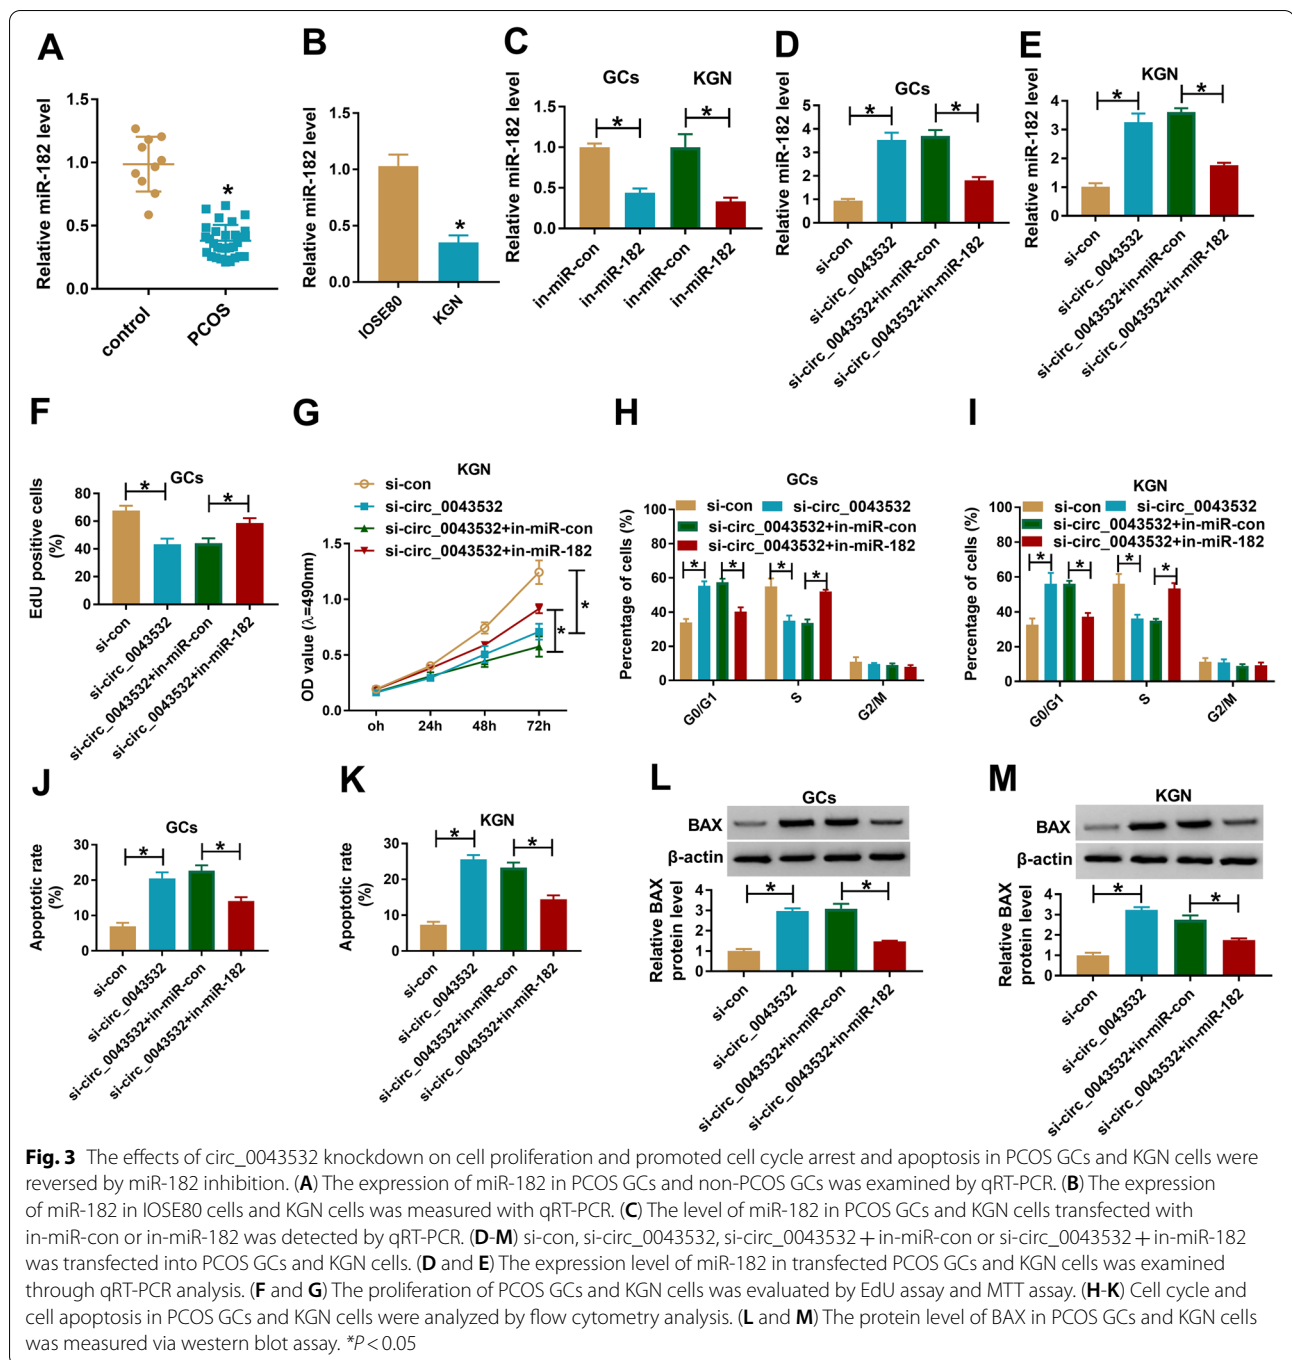 A
Relative miR-182 level
1.5
1.0
0.5
0.0
*
control
PCOS
B
Relative miR-182 level
1.5
1.0
0.5
0.0
*
IOSE80
KGN
C
Relative miR-182 level
GCs
KGN
1.5
1.0
0.5
0.0
*
*
in-miR-con
in-miR-182
in-miR-con
in-miR-182
D
Relative miR-182 level
GCs
5
4
3
2
1
0
*
*
si-con
si-circ_0043532
si-circ_0043532+in-miR-con
si-circ_0043532+in-miR-182
E
Relative miR-182 level
KGN
4
3
2
1
0
*
*
si-con
si-circ_0043532
si-circ_0043532+in-miR-con
si-circ_0043532+in-miR-182
F
EdU positive cells
(%)
GCs
80
60
40
20
0
*
*
si-con
si-circ_0043532
si-circ_0043532+in-miR-con
si-circ_0043532+in-miR-182
G
KGN
si-con
si-circ_0043532
si-circ_0043532+in-miR-con
si-circ_0043532+in-miR-182
OD value (λ=490nm)
1.5
1.0
0.5
0.0
*
*
oh
24h
48h
72h
H
GCs
si-con
si-circ_0043532
si-circ_0043532+in-miR-con
si-circ_0043532+in-miR-182
Percentage of cells (%)
100
80
60
40
20
0
*
*
*
*
G0/G1
S
G2/M
I
KGN
si-con
si-circ_0043532
si-circ_0043532+in-miR-con
si-circ_0043532+in-miR-182
Percentage of cells (%)
100
80
60
40
20
0
*
*
*
*
G0/G1
S
G2/M
J
Apoptotic rate
(%)
GCs
30
20
10
0
*
*
si-con
si-circ_0043532
si-circ_0043532+in-miR-con
si-circ_0043532+in-miR-182
K
Apoptotic rate
(%)
KGN
30
20
10
0
*
*
si-con
si-circ_0043532
si-circ_0043532+in-miR-con
si-circ_0043532+in-miR-182
L
GCs
BAX
β-actin
Relative BAX
protein level
4
3
2
1
0
*
*
si-con
si-circ_0043532
si-circ_0043532+in-miR-con
si-circ_0043532+in-miR-182
M
KGN
BAX
β-actin
Relative BAX
protein level
4
3
2
1
0
*
*
si-con
si-circ_0043532
si-circ_0043532+in-miR-con
si-circ_0043532+in-miR-182
Fig. 3 The effects of circ_0043532 knockdown on cell proliferation and promoted cell cycle arrest and apoptosis in PCOS GCs and KGN cells were
reversed by miR-182 inhibition. (A) The expression of miR-182 in PCOS GCs and non-PCOS GCs was examined by qRT-PCR. (B) The expression
of miR-182 in IOSE80 cells and KGN cells was measured with qRT-PCR. (C) The level of miR-182 in PCOS GCs and KGN cells transfected with
in-miR-con or in-miR-182 was detected by qRT-PCR. (D-M) si-con, si-circ_0043532, si-circ_0043532 + in-miR-con or si-circ_0043532 + in-miR-182
was transfected into PCOS GCs and KGN cells. (D and E) The expression level of miR-182 in transfected PCOS GCs and KGN cells was examined
through qRT-PCR analysis. (F and G) The proliferation of PCOS GCs and KGN cells was evaluated by EdU assay and MTT assay. (H-K) Cell cycle and
cell apoptosis in PCOS GCs and KGN cells were analyzed by flow cytometry analysis. (L and M) The protein level of BAX in PCOS GCs and KGN cells
was measured via western blot assay. *P < 0.05